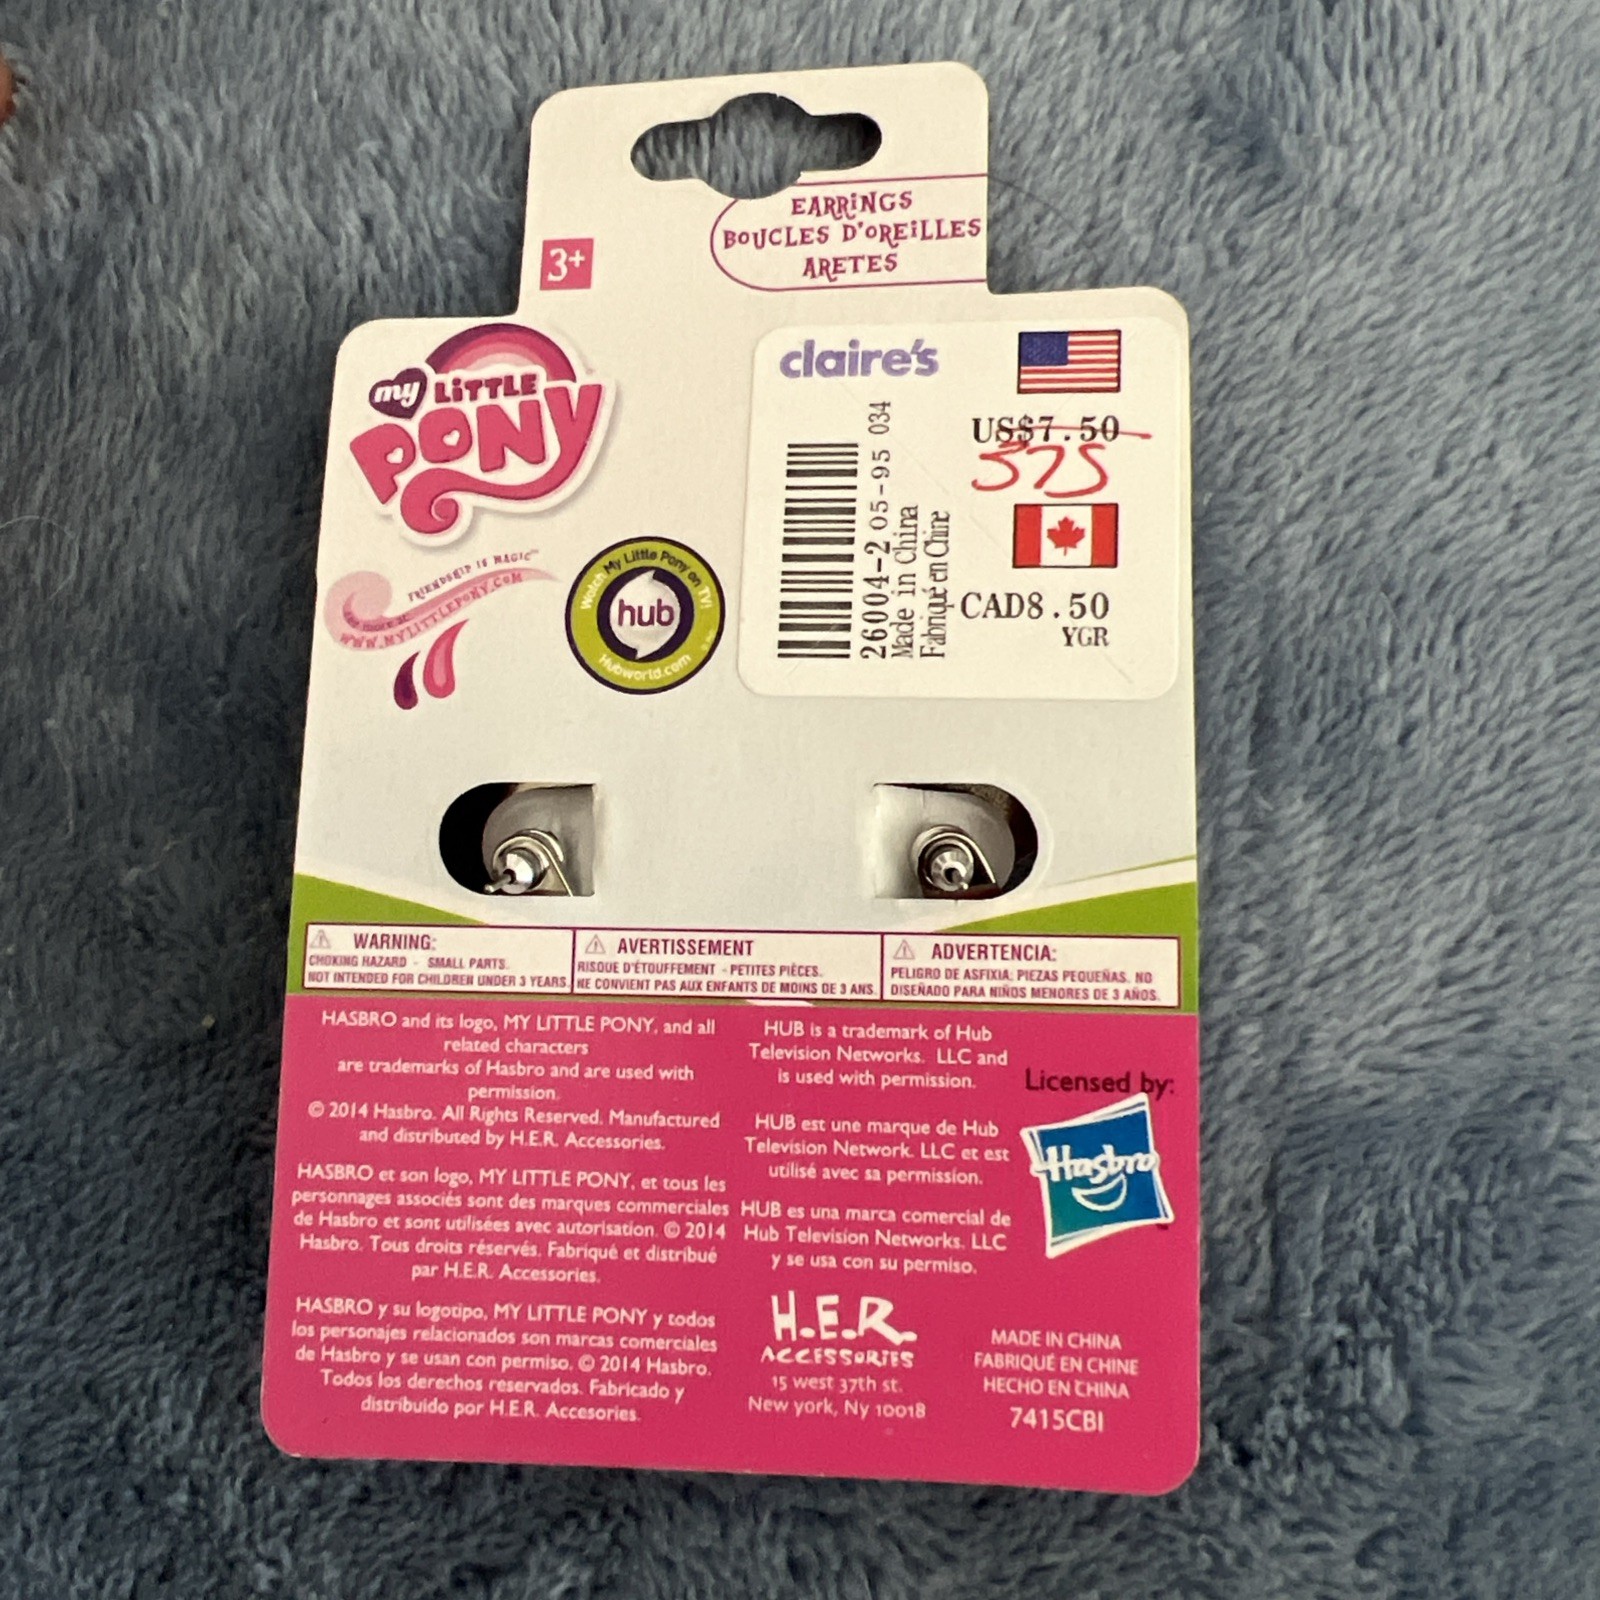 EARRiNGS
BOUCLES D'OREiLLES
ARETES
3+
my LiTTLE
PONY
FRIENDSHIP IS MAGIC™
WWW.MYLITTLEPONY.COM
Watch My Little Pony on TV!
hub
Hubworld.com
claire's
US$7.50
575
CAD8.50
YGR
26004-2 05-95 034
Made in China
Fabriqué en Chine
WARNING:
CHOKING HAZARD - SMALL PARTS.
NOT INTENDED FOR CHILDREN UNDER 3 YEARS.
AVERTISSEMENT
RISQUE D'ÉTOUFFEMENT - PETITES PIÈCES.
NE CONVIENT PAS AUX ENFANTS DE MOINS DE 3 ANS.
ADVERTENCIA:
PELIGRO DE ASFIXIA: PIEZAS PEQUEÑAS. NO
DISEÑADO PARA NIÑOS MENORES DE 3 AÑOS.
HASBRO and its logo, MY LITTLE PONY, and all
related characters
are trademarks of Hasbro and are used with
permission.
© 2014 Hasbro. All Rights Reserved. Manufactured
and distributed by H.E.R. Accessories.
HASBRO et son logo, MY LITTLE PONY, et tous les
personnages associés sont des marques commerciales
de Hasbro et sont utilisées avec autorisation. © 2014
Hasbro. Tous droits réservés. Fabriqué et distribué
par H.E.R. Accessories.
HASBRO y su logotipo, MY LITTLE PONY y todos
los personajes relacionados son marcas comerciales
de Hasbro y se usan con permiso. © 2014 Hasbro.
Todos los derechos reservados. Fabricado y
distribuido por H.E.R. Accesories.
HUB is a trademark of Hub
Television Networks. LLC and
is used with permission.
HUB est une marque de Hub
Television Network. LLC et est
utilisé avec sa permission.
HUB es una marca comercial de
Hub Television Networks. LLC
y se usa con su permiso.
Licensed by:
Hasbro
H.E.R.
ACCESSORIES
15 west 37th st.
New york, Ny 10018
MADE IN CHINA
FABRIQUÉ EN CHINE
HECHO EN CHINA
7415CBI